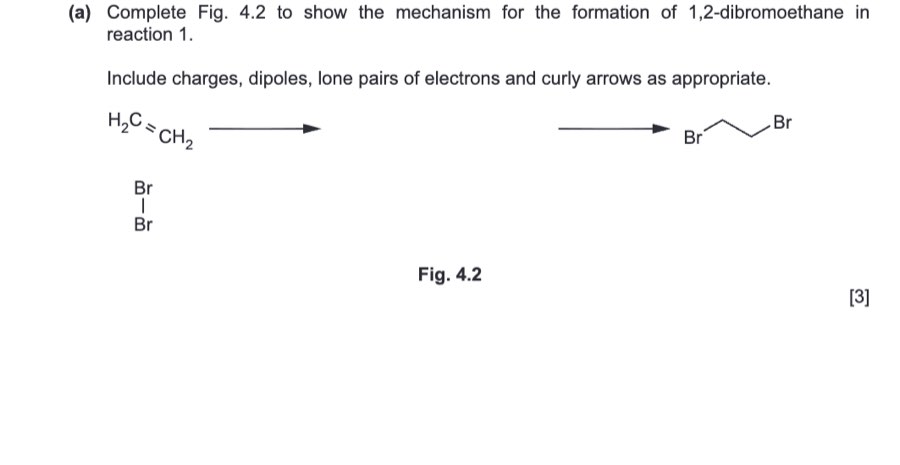 (a) Complete Fig. 4.2 to show the mechanism for the formation of 1,2-dibromoethane in
reaction 1.
Include charges, dipoles, lone pairs of electrons and curly arrows as appropriate.
H₂C
CH₂
Br
Br
Br
Br
Fig. 4.2
[3]